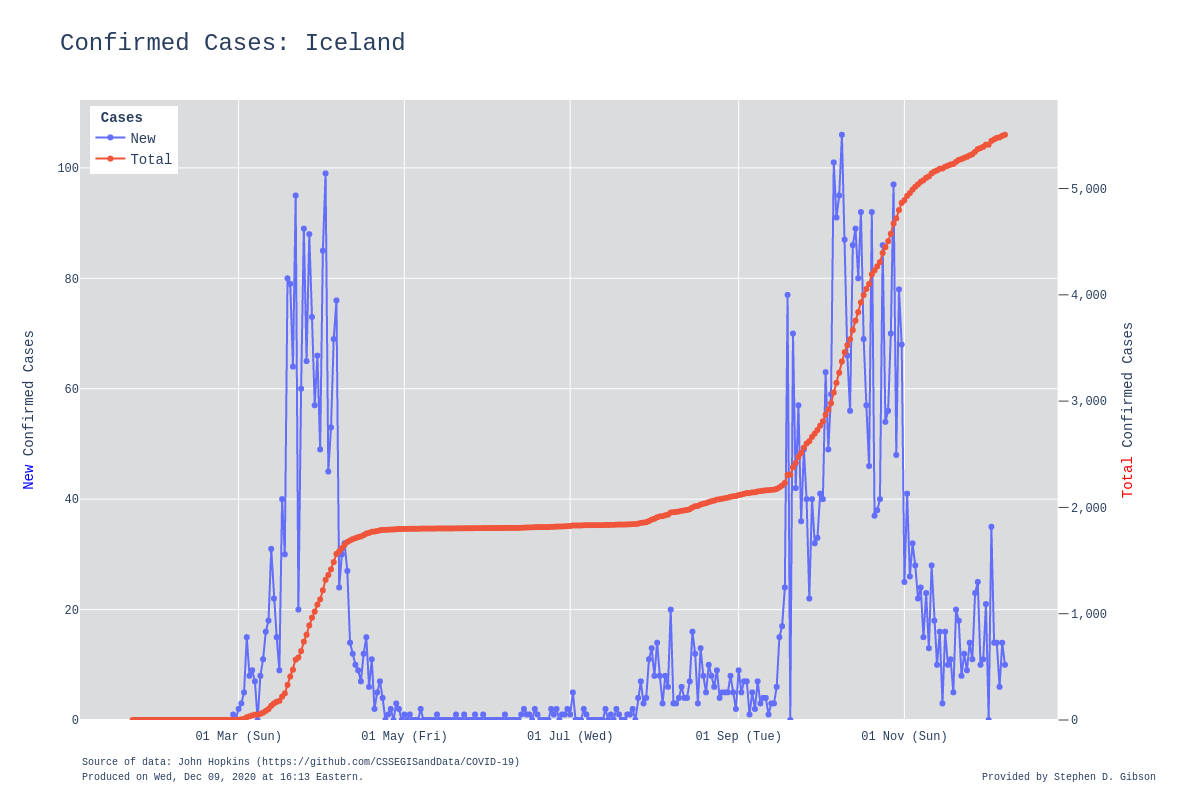 Confirmed Cases: Iceland
Cases
New
Total
100
80
60
40
20
0
5,000
4,000
3,000
2,000
1,000
0
New Confirmed Cases
Total Confirmed Cases
01 Mar (Sun)
01 May (Fri)
01 Jul (Wed)
01 Sep (Tue)
01 Nov (Sun)
Source of data: John Hopkins (https://github.com/CSSEGISandData/COVID-19)
Produced on Wed, Dec 09, 2020 at 16:13 Eastern.
Provided by Stephen D. Gibson